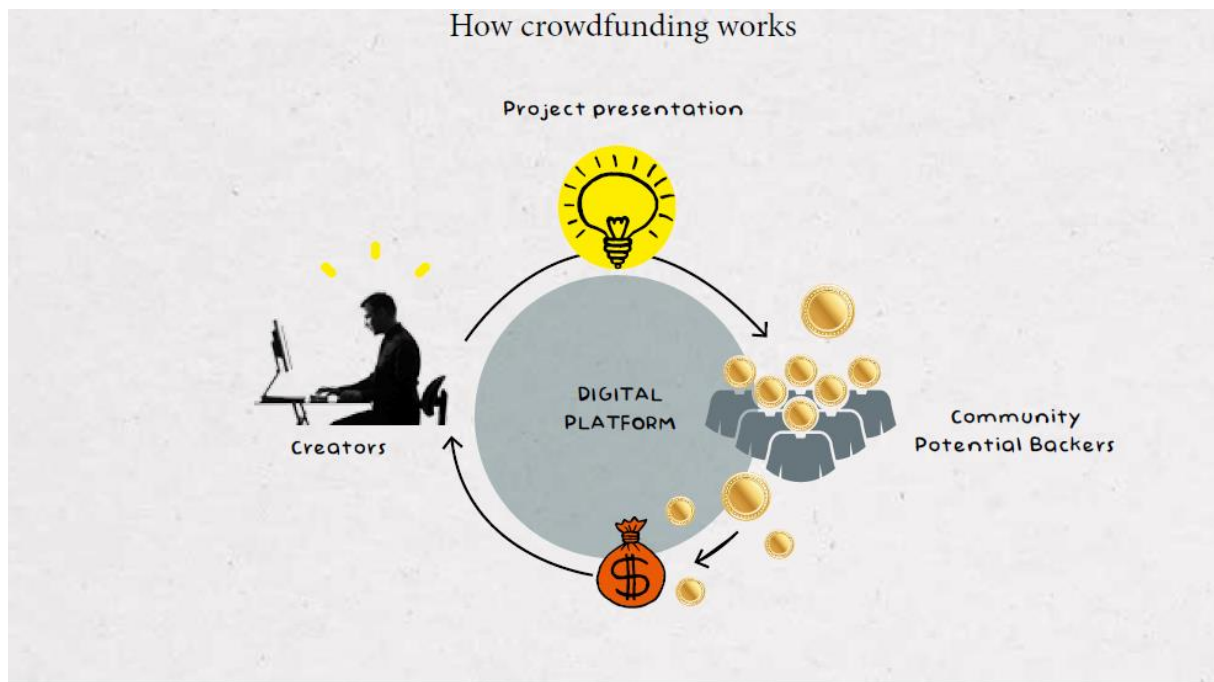 How crowdfunding works
Project presentation
DIGITAL
PLATFORM
Creators
Community
Potential Backers
$